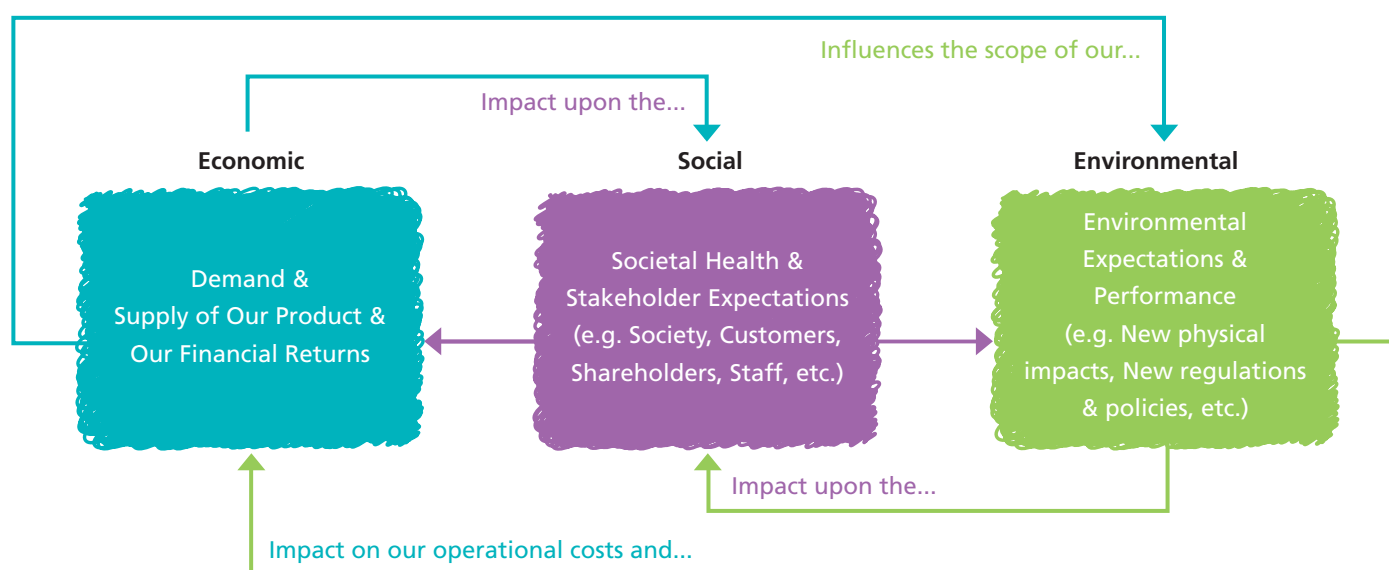 Influences the scope of our...
Impact upon the...
Economic
Social
Environmental
Demand &
Supply of Our Product &
Our Financial Returns
Societal Health &
Stakeholder Expectations
(e.g. Society, Customers,
Shareholders, Staff, etc.)
Environmental
Expectations &
Performance
(e.g. New physical
impacts, New regulations
& policies, etc.)
Impact upon the...
Impact on our operational costs and...